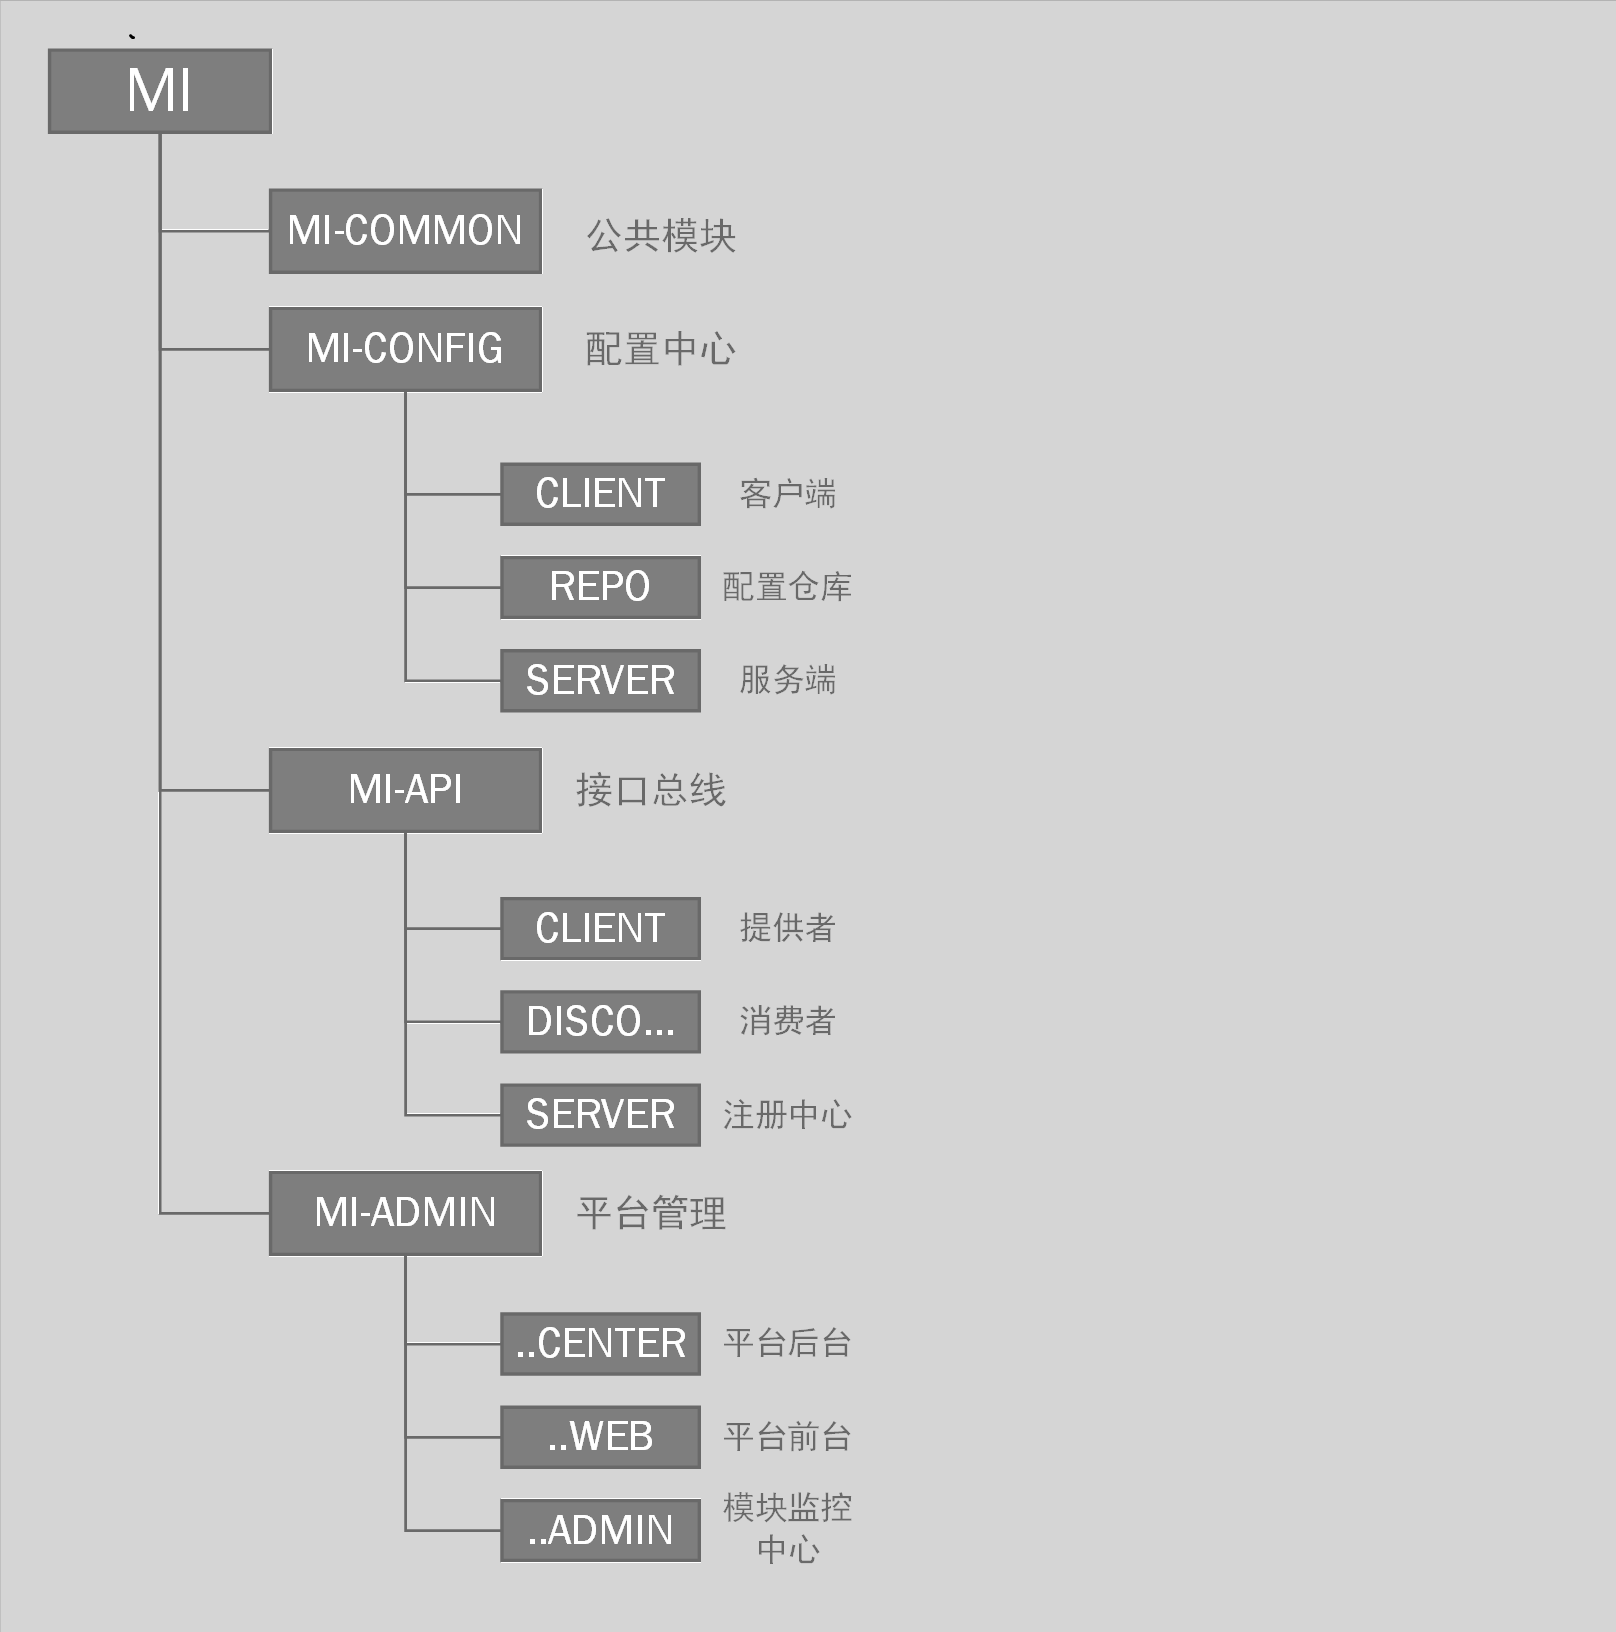 MI
MI-COMMON 公共模块
MI-CONFIG 配置中心
CLIENT 客户端
REPO 配置仓库
SERVER 服务端
MI-API 接口总线
CLIENT 提供者
DISCO... 消费者
SERVER 注册中心
MI-ADMIN 平台管理
..CENTER 平台后台
..WEB 平台前台
..ADMIN 模块监控
中心